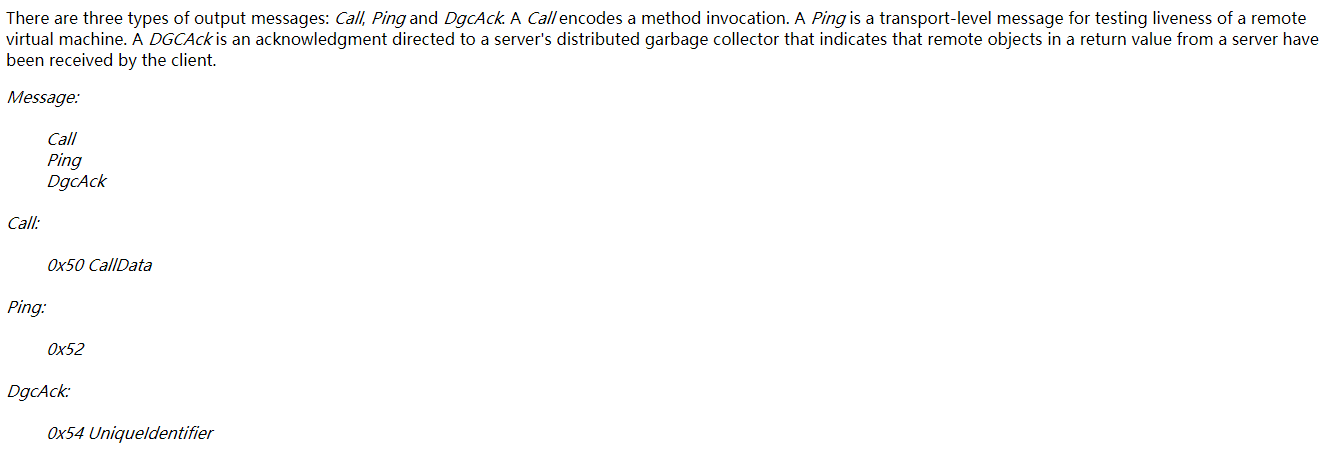 There are three types of output messages: Call, Ping and DgcAck. A Call encodes a method invocation. A Ping is a transport-level message for testing liveness of a remote
virtual machine. A DGCAck is an acknowledgment directed to a server's distributed garbage collector that indicates that remote objects in a return value from a server have
been received by the client.
Message:
Call
Ping
DgcAck
Call:
0x50 CallData
Ping:
0x52
DgcAck:
0x54 UniqueIdentifier